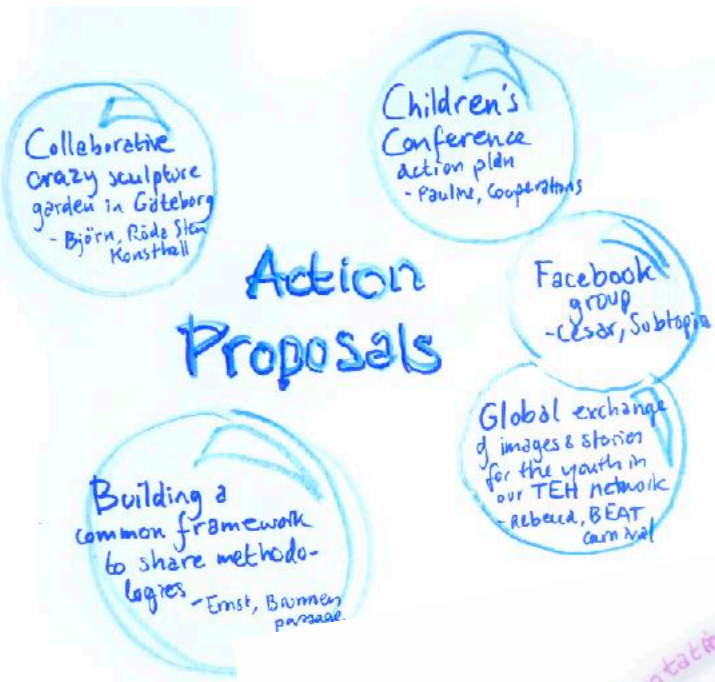 Action
Proposals
Collaborative
crazy sculpture
garden in Göteborg
- Björn, Röda Sten
Konsthall
Children's
Conference
action plan
- Pauline, Cooperations
Facebook
group
- César, Subtopia
Global exchange
of images & stories
for the youth in
our TEH network
- Rebecca, BEAT
carnival
Building a
common framework
to share methodo-
logies
- Ernst, Brunnen
passage